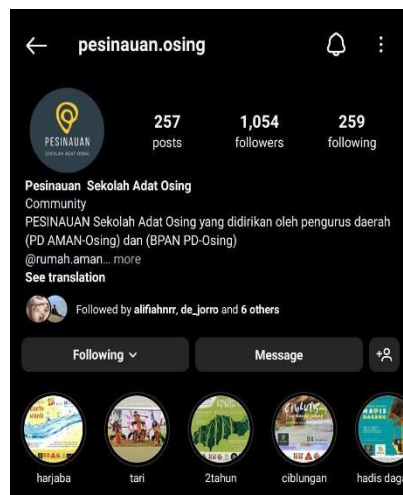 pesinauan.osing
PESINAUAN
SEKOLAH ADAT OSING
257
posts
1,054
followers
259
following
Pesinauan Sekolah Adat Osing
Community
PESINAUAN Sekolah Adat Osing yang didirikan oleh pengurus daerah
(PD AMAN-Osing) dan (BPAN PD-Osing)
@rumah.aman... more
See translation
Followed by alifiahnrr, de_jorro and 6 others
Following
Message
harjaba
tari
2tahun
ciblungan
hadis daga